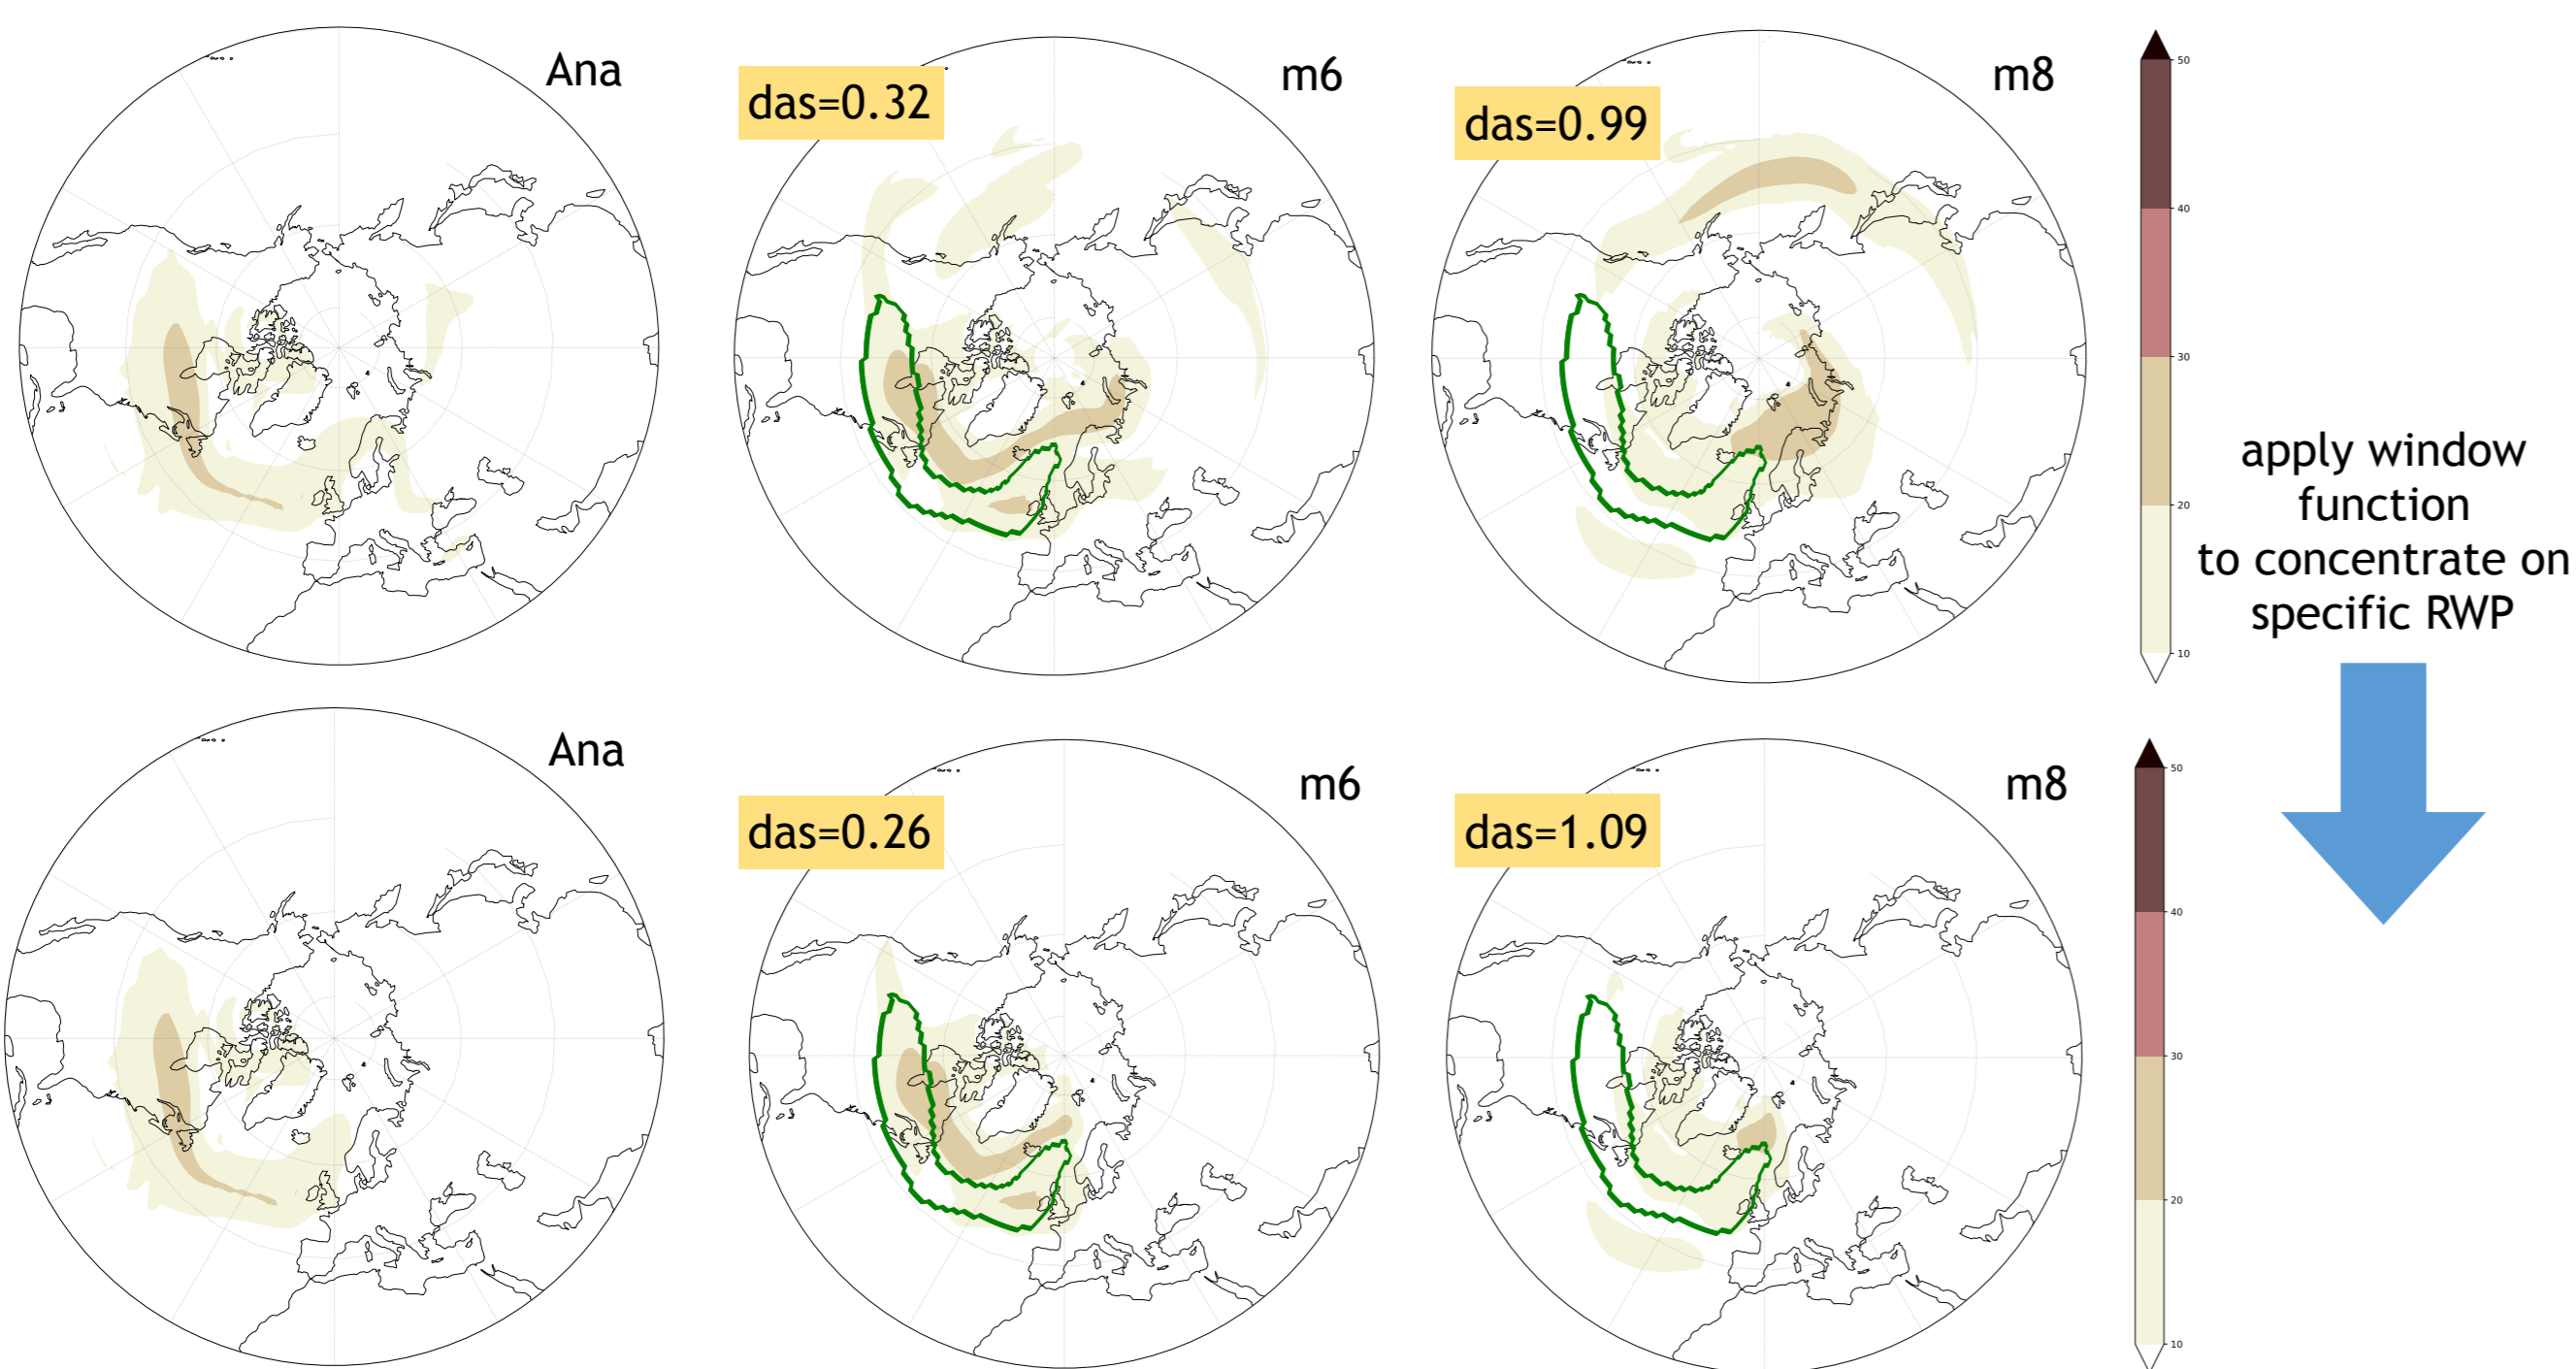 Ana
m6
m8
das=0.32
das=0.99
50
40
30
20
10
apply window
function
to concentrate on
specific RWP
Ana
m6
m8
das=0.26
das=1.09
50
40
30
20
10